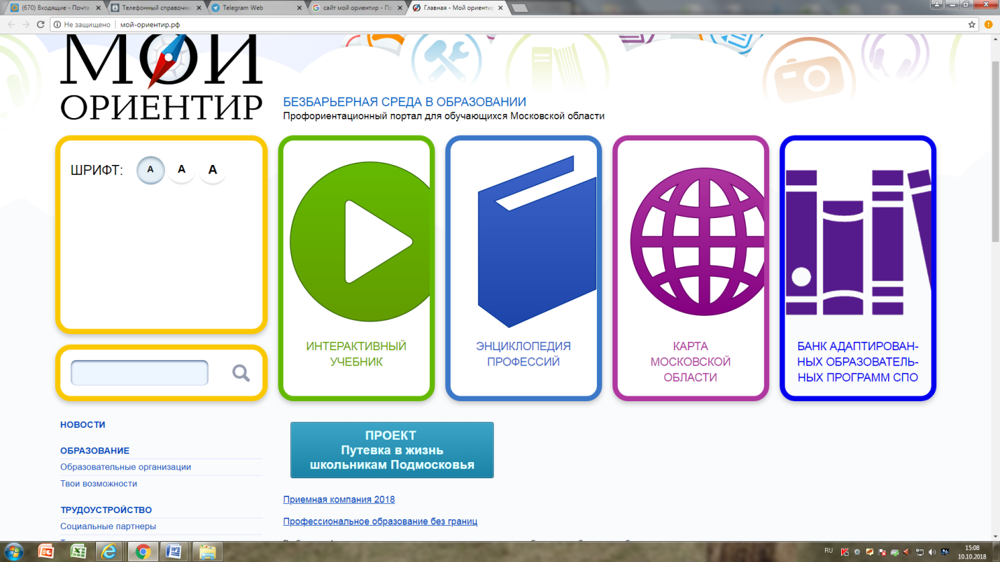 (670) Входящие - Почта
Телефонный справочни
Telegram Web
сайт мой ориентир - По
Главная - Мой ориентир
Не защищено
мой-ориентир.рф
МОЙ
ОРИЕНТИР
БЕЗБАРЬЕРНАЯ СРЕДА В ОБРАЗОВАНИИ
Профориентационный портал для обучающихся Московской области
ШРИФТ: А А А
ИНТЕРАКТИВНЫЙ
УЧЕБНИК
ЭНЦИКЛОПЕДИЯ
ПРОФЕССИЙ
КАРТА
МОСКОВСКОЙ
ОБЛАСТИ
БАНК АДАПТИРОВАН-
НЫХ ОБРАЗОВАТЕЛЬ-
НЫХ ПРОГРАММ СПО
НОВОСТИ
ОБРАЗОВАНИЕ
Образовательные организации
Твои возможности
ТРУДОУСТРОЙСТВО
Социальные партнеры
ПРОЕКТ
Путевка в жизнь
школьникам Подмосковья
Приемная компания 2018
Профессиональное образование без границ
RU
15:08
10.10.2018